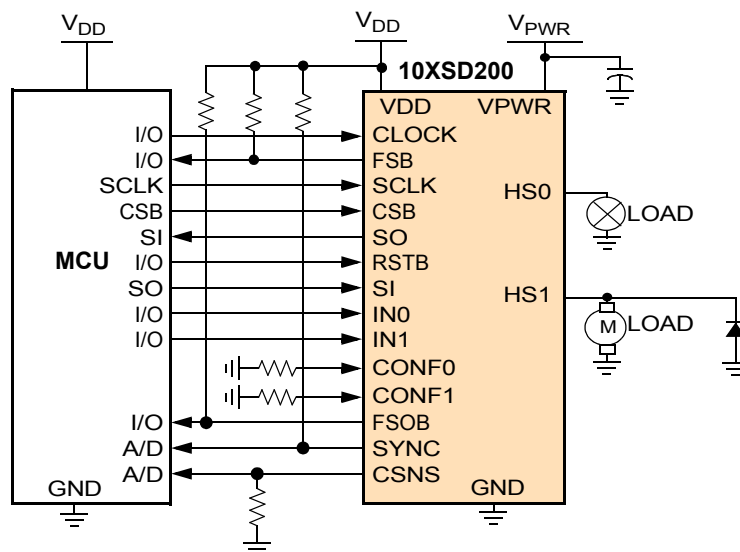 VDD
VDD
VPWR
10XSD200
VDD VPWR
I/O CLOCK
I/O FSB
SCLK SCLK
HS0
CSB CSB
LOAD
SI SO
MCU
I/O RSTB
SO SI
HS1
I/O IN0
M LOAD
I/O IN1
CONF0
CONF1
I/O FSOB
A/D SYNC
A/D CSNS
GND GND